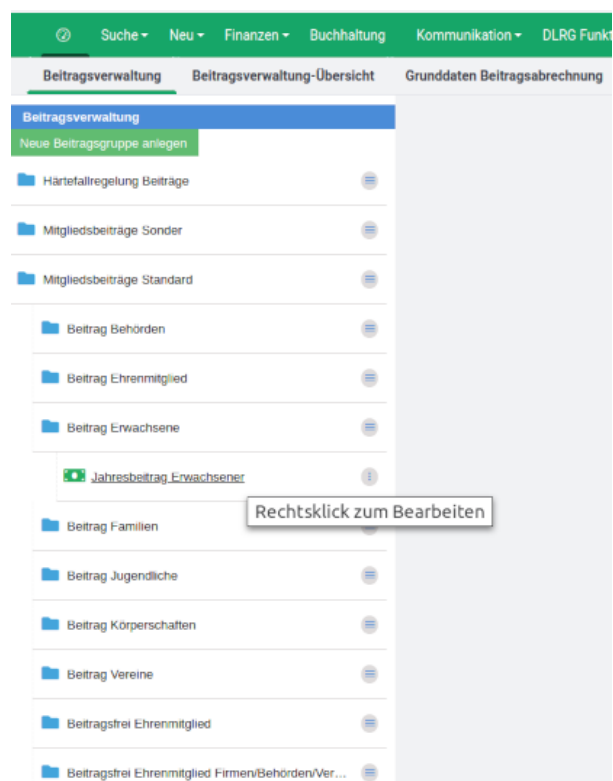 Suche Neu Finanzen Buchhaltung Kommunikation DLRG Funkt
Beitragsverwaltung Beitragsverwaltung-Übersicht Grunddaten Beitragsabrechnung
Beitragsverwaltung
Neue Beitragsgruppe anlegen
Härtefallregelung Beiträge
Mitgliedsbeiträge Sonder
Mitgliedsbeiträge Standard
Beitrag Behörden
Beitrag Ehrenmitglied
Beitrag Erwachsene
Jahresbeitrag Erwachsener
Rechtsklick zum Bearbeiten
Beitrag Familien
Beitrag Jugendliche
Beitrag Körperschaften
Beitrag Vereine
Beitragsfrei Ehrenmitglied
Beitragsfrei Ehrenmitglied Firmen/Behörden/Ver...